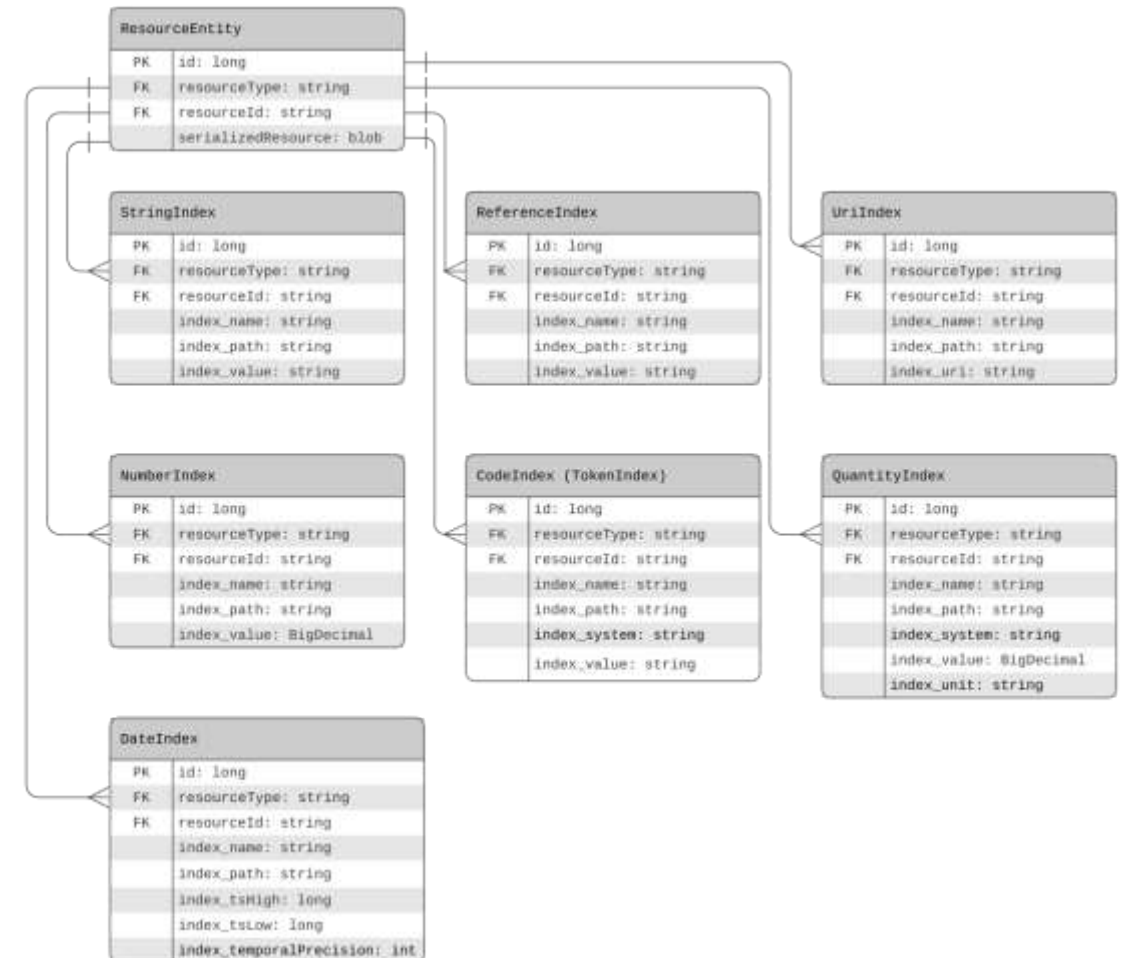 ResourceEntity
PK id: long
FK resourceType: string
FK resourceId: string
serializedResource: blob
StringIndex
PK id: long
FK resourceType: string
FK resourceId: string
index_name: string
index_path: string
index_value: string
ReferenceIndex
PK id: long
FK resourceType: string
FK resourceId: string
index_name: string
index_path: string
index_value: string
UriIndex
PK id: long
FK resourceType: string
FK resourceId: string
index_name: string
index_path: string
index_uri: string
NumberIndex
PK id: long
FK resourceType: string
FK resourceId: string
index_name: string
index_path: string
index_value: BigDecimal
CodeIndex (TokenIndex)
PK id: long
FK resourceType: string
FK resourceId: string
index_name: string
index_path: string
index_system: string
index_value: string
QuantityIndex
PK id: long
FK resourceType: string
FK resourceId: string
index_name: string
index_path: string
index_system: string
index_value: BigDecimal
index_unit: string
DateIndex
PK id: long
FK resourceType: string
FK resourceId: string
index_name: string
index_path: string
index_tsHigh: long
index_tsLow: long
index_temporalPrecision: int